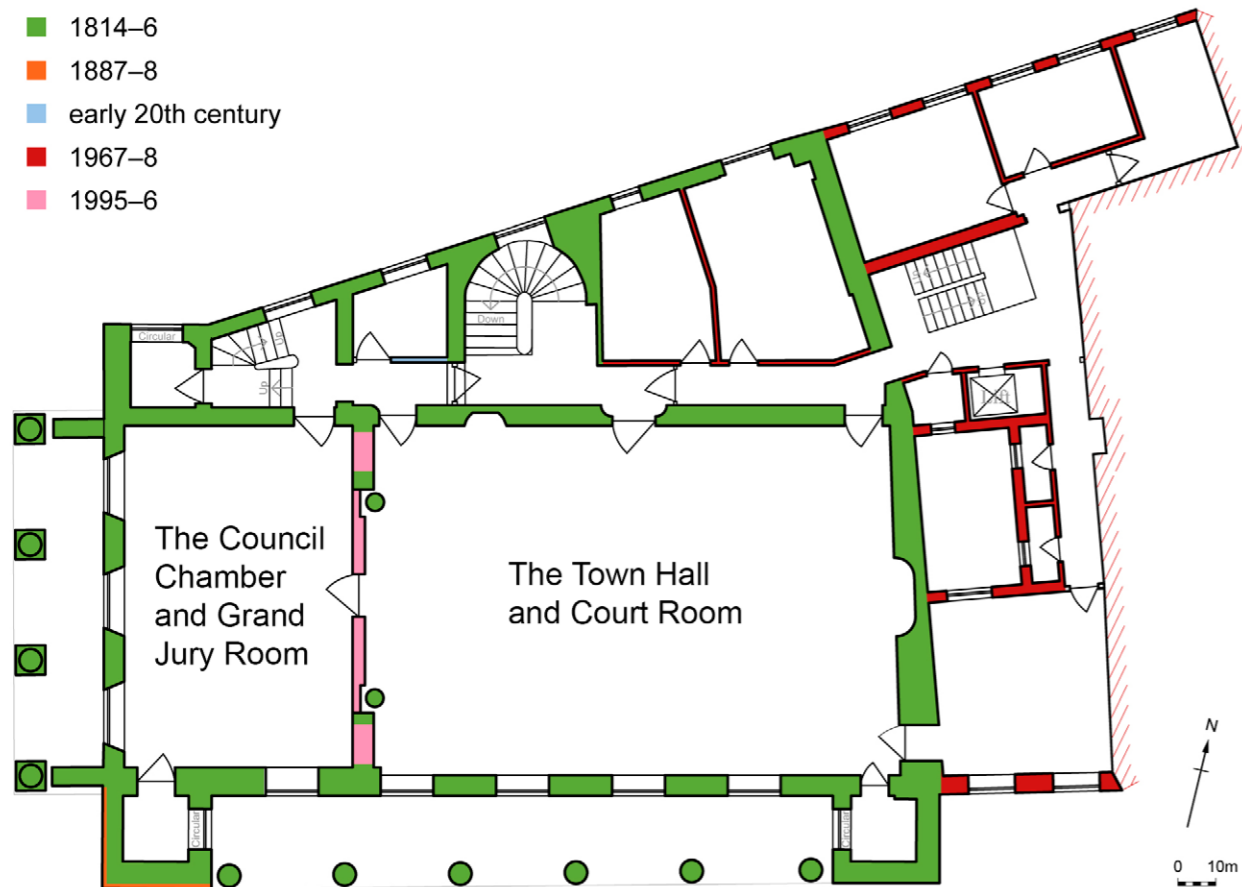 1814–6
1887–8
early 20th century
1967–8
1995–6
Circular
Up
Up
Down
Up
Lift
The Council
Chamber
and Grand
Jury Room
The Town Hall
and Court Room
Circular
Circular
N
0 10m